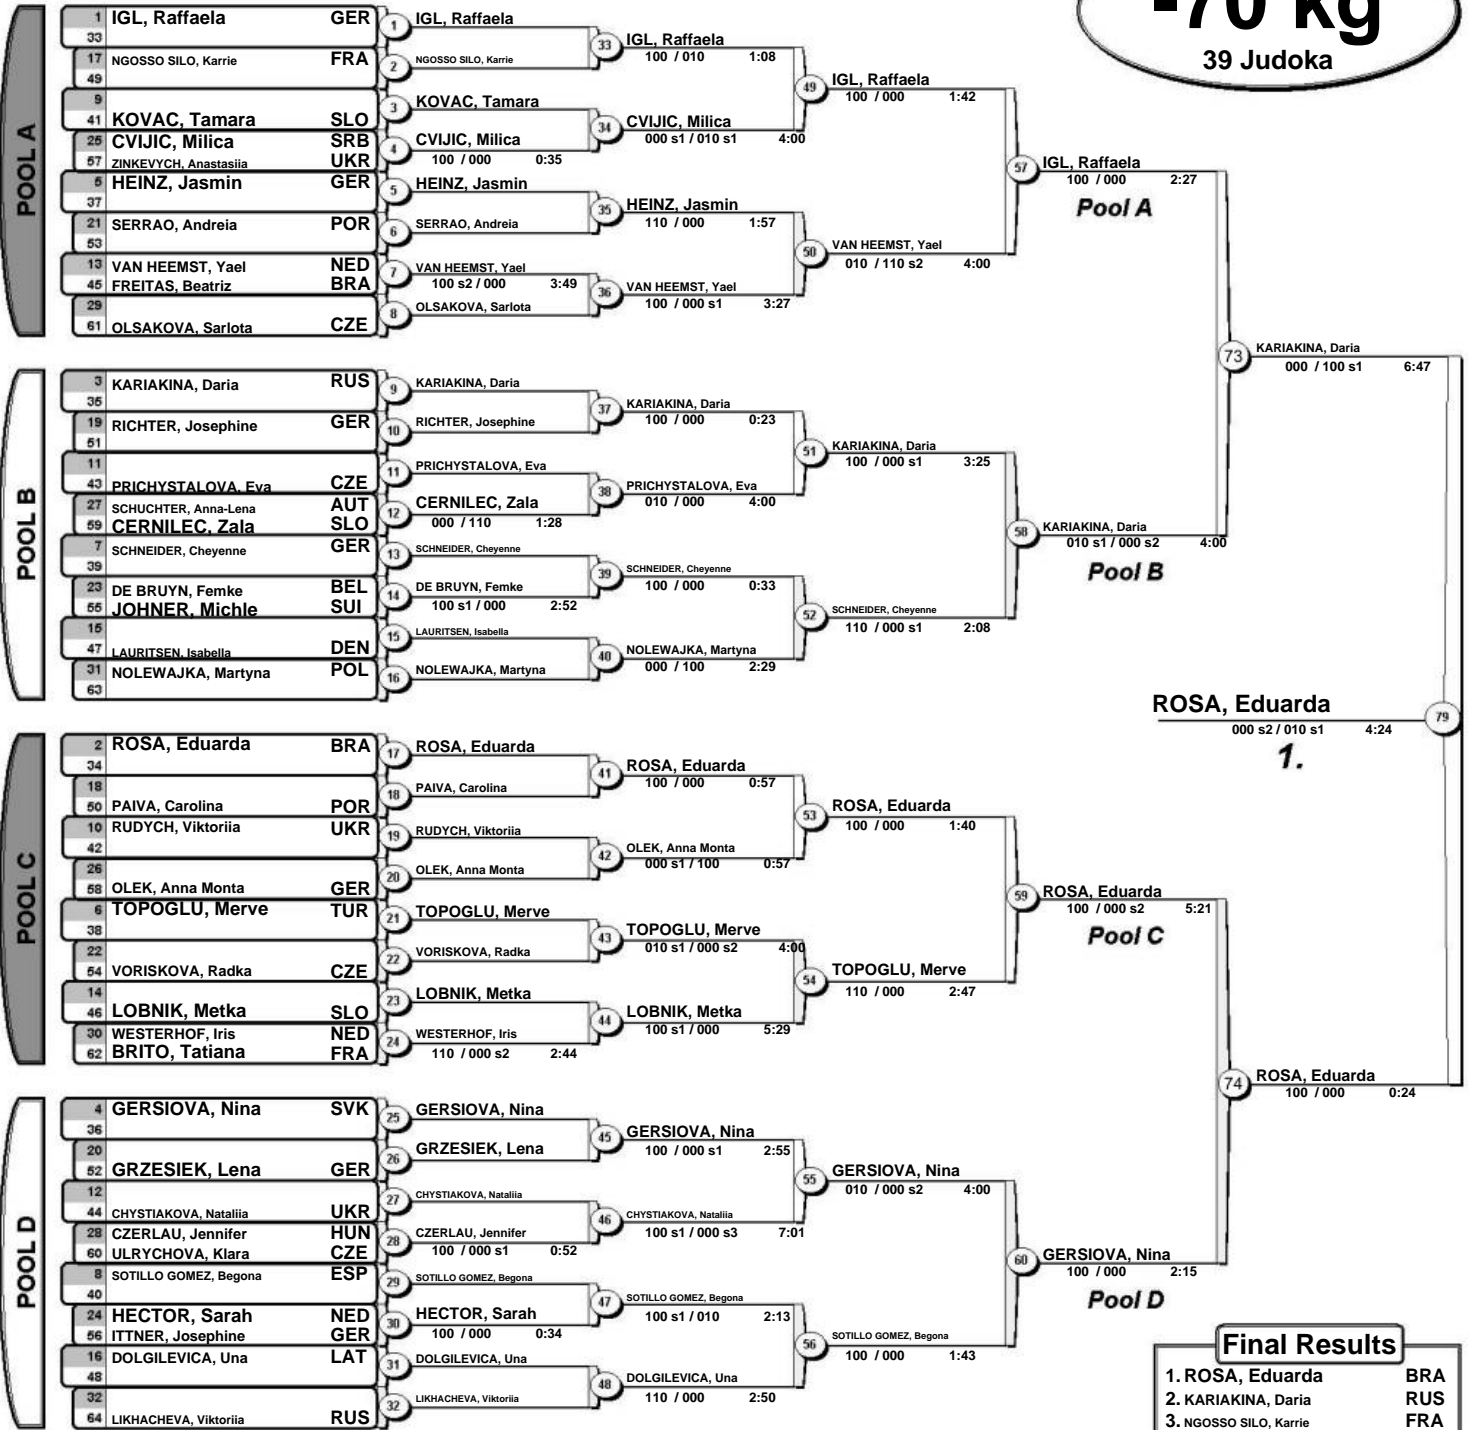 -70 kg
39 Judoka
POOL A
1 IGL, Raffaela GER
33
17 NGOSSO SILO, Karrie FRA
49
9
41 KOVAC, Tamara SLO
25 CVIJIC, Milica SRB
57 ZINKEVYCH, Anastasiia UKR
5 HEINZ, Jasmin GER
37
21 SERRAO, Andreia POR
53
13 VAN HEEMST, Yael NED
45 FREITAS, Beatriz BRA
29
61 OLSAKOVA, Sarlota CZE
1 IGL, Raffaela
2 NGOSSO SILO, Karrie
3 KOVAC, Tamara
4 CVIJIC, Milica
100 / 000 0:35
5 HEINZ, Jasmin
6 SERRAO, Andreia
7 VAN HEEMST, Yael
100 s2 / 000 3:49
8 OLSAKOVA, Sarlota
33 IGL, Raffaela
100 / 010 1:08
34 CVIJIC, Milica
000 s1 / 010 s1 4:00
35 HEINZ, Jasmin
110 / 000 1:57
36 VAN HEEMST, Yael
100 / 000 s1 3:27
49 IGL, Raffaela
100 / 000 1:42
50 VAN HEEMST, Yael
010 / 110 s2 4:00
57 IGL, Raffaela
100 / 000 2:27
Pool A
POOL B
3 KARIAKINA, Daria RUS
35
19 RICHTER, Josephine GER
51
11
43 PRICHYSTALOVA, Eva CZE
27 SCHUCHTER, Anna-Lena AUT
59 CERNILEC, Zala SLO
7 SCHNEIDER, Cheyenne GER
39
23 DE BRUYN, Femke BEL
55 JOHNER, Michle SUI
15
47 LAURITSEN, Isabella DEN
31 NOLEWAJKA, Martyna POL
63
9 KARIAKINA, Daria
10 RICHTER, Josephine
11 PRICHYSTALOVA, Eva
12 CERNILEC, Zala
000 / 110 1:28
13 SCHNEIDER, Cheyenne
14 DE BRUYN, Femke
100 s1 / 000 2:52
15 LAURITSEN, Isabella
16 NOLEWAJKA, Martyna
37 KARIAKINA, Daria
100 / 000 0:23
38 PRICHYSTALOVA, Eva
010 / 000 4:00
39 SCHNEIDER, Cheyenne
100 / 000 0:33
40 NOLEWAJKA, Martyna
000 / 100 2:29
51 KARIAKINA, Daria
100 / 000 s1 3:25
52 SCHNEIDER, Cheyenne
110 / 000 s1 2:08
58 KARIAKINA, Daria
010 s1 / 000 s2 4:00
Pool B
73 KARIAKINA, Daria
000 / 100 s1 6:47
ROSA, Eduarda 79
000 s2 / 010 s1 4:24
1.
POOL C
2 ROSA, Eduarda BRA
34
18
50 PAIVA, Carolina POR
10 RUDYCH, Viktoriia UKR
42
26
58 OLEK, Anna Monta GER
6 TOPOGLU, Merve TUR
38
22
54 VORISKOVA, Radka CZE
14
46 LOBNIK, Metka SLO
30 WESTERHOF, Iris NED
62 BRITO, Tatiana FRA
17 ROSA, Eduarda
18 PAIVA, Carolina
19 RUDYCH, Viktoriia
20 OLEK, Anna Monta
21 TOPOGLU, Merve
22 VORISKOVA, Radka
23 LOBNIK, Metka
24 WESTERHOF, Iris
110 / 000 s2 2:44
41 ROSA, Eduarda
100 / 000 0:57
42 OLEK, Anna Monta
000 s1 / 100 0:57
43 TOPOGLU, Merve
010 s1 / 000 s2 4:00
44 LOBNIK, Metka
100 s1 / 000 5:29
53 ROSA, Eduarda
100 / 000 1:40
54 TOPOGLU, Merve
110 / 000 2:47
59 ROSA, Eduarda
100 / 000 s2 5:21
Pool C
POOL D
4 GERSIOVA, Nina SVK
36
20
52 GRZESIEK, Lena GER
12
44 CHYSTIAKOVA, Nataliia UKR
28 CZERLAU, Jennifer HUN
60 ULRYCHOVA, Klara CZE
8 SOTILLO GOMEZ, Begona ESP
40
24 HECTOR, Sarah NED
56 ITTNER, Josephine GER
16 DOLGILEVICA, Una LAT
48
32
64 LIKHACHEVA, Viktoriia RUS
25 GERSIOVA, Nina
26 GRZESIEK, Lena
27 CHYSTIAKOVA, Nataliia
28 CZERLAU, Jennifer
100 / 000 s1 0:52
29 SOTILLO GOMEZ, Begona
30 HECTOR, Sarah
100 / 000 0:34
31 DOLGILEVICA, Una
32 LIKHACHEVA, Viktoriia
45 GERSIOVA, Nina
100 / 000 s1 2:55
46 CHYSTIAKOVA, Nataliia
100 s1 / 000 s3 7:01
47 SOTILLO GOMEZ, Begona
100 s1 / 010 2:13
48 DOLGILEVICA, Una
110 / 000 2:50
55 GERSIOVA, Nina
010 / 000 s2 4:00
56 SOTILLO GOMEZ, Begona
100 / 000 1:43
60 GERSIOVA, Nina
100 / 000 2:15
Pool D
74 ROSA, Eduarda
100 / 000 0:24
Final Results
1. ROSA, Eduarda BRA
2. KARIAKINA, Daria RUS
3. NGOSSO SILO, Karrie FRA